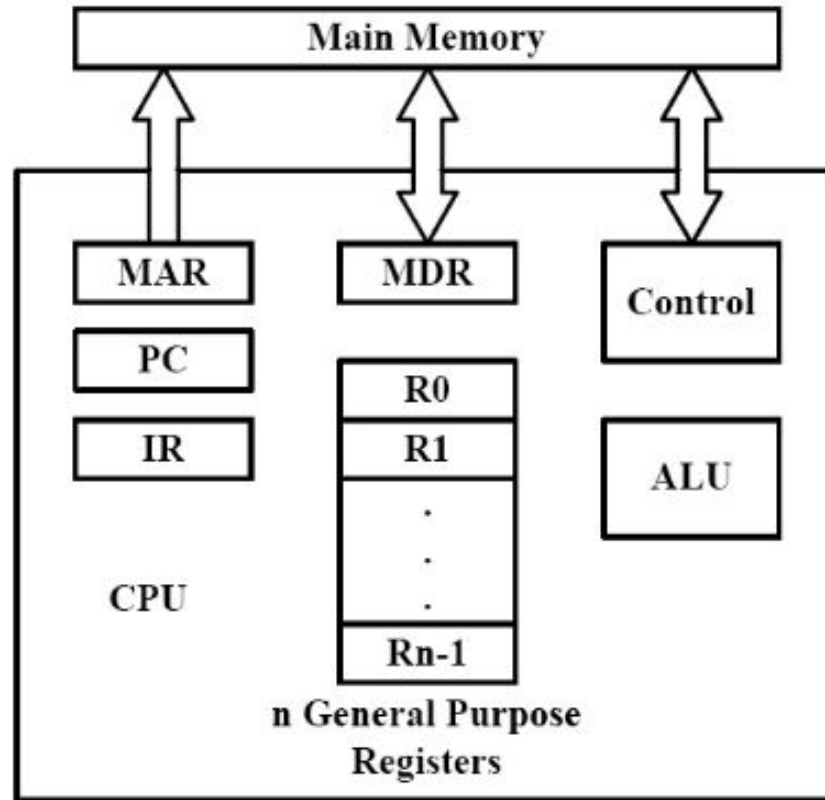 Main Memory
MAR
MDR
Control
PC
R0
IR
R1
ALU
.
.
.
CPU
Rn-1
n General Purpose
Registers